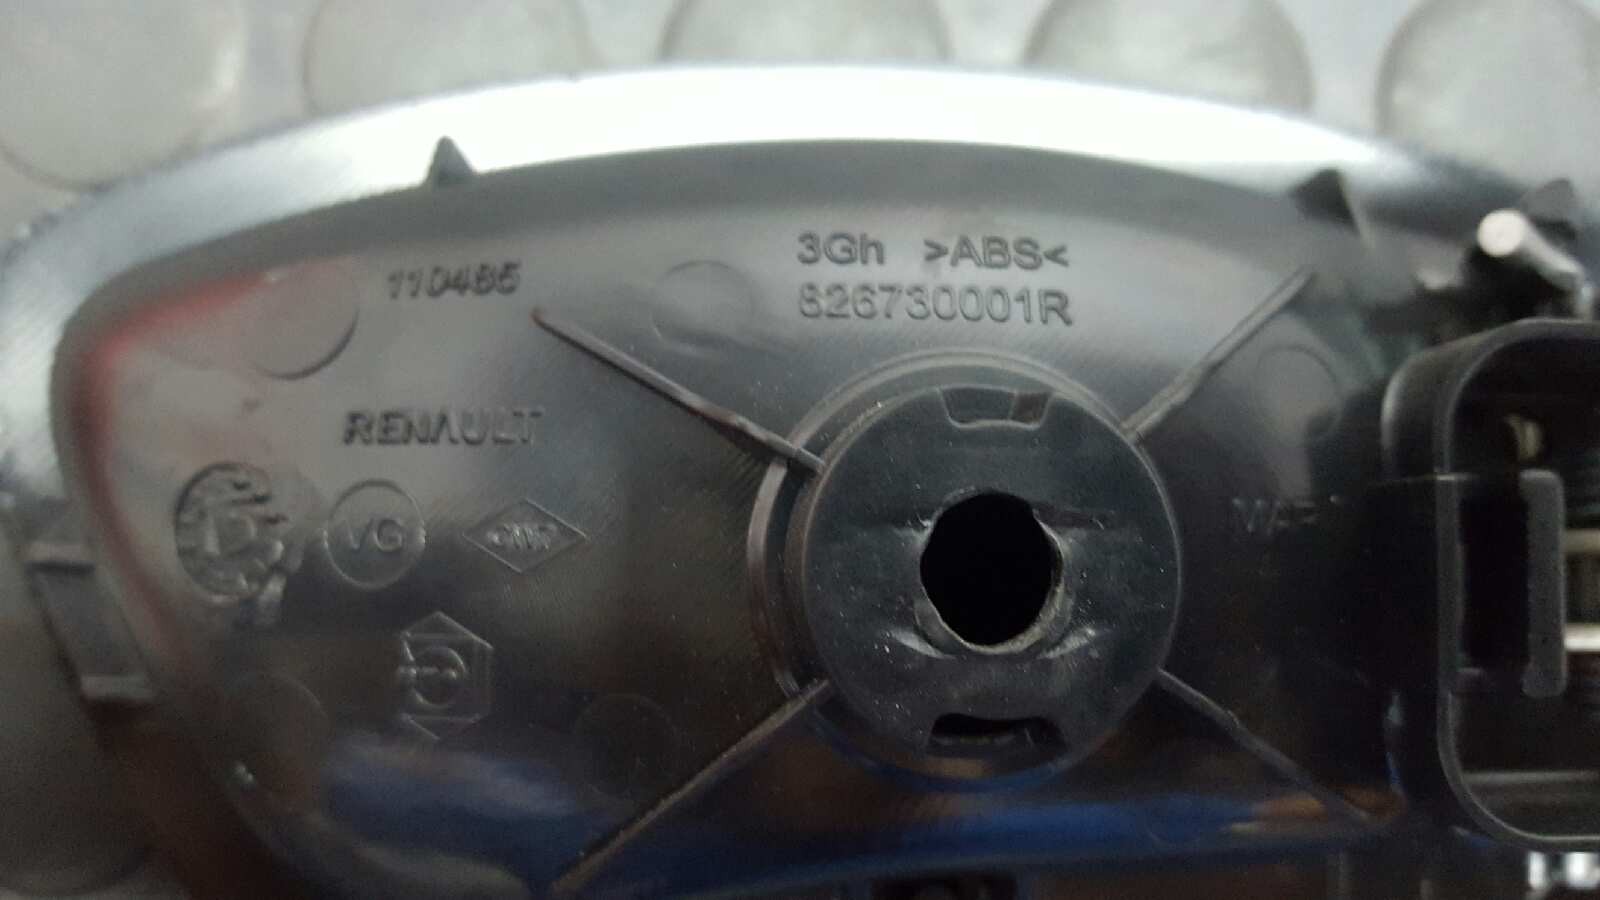 3Gh >ABS<
826730001R
110485
RENAULT
VG